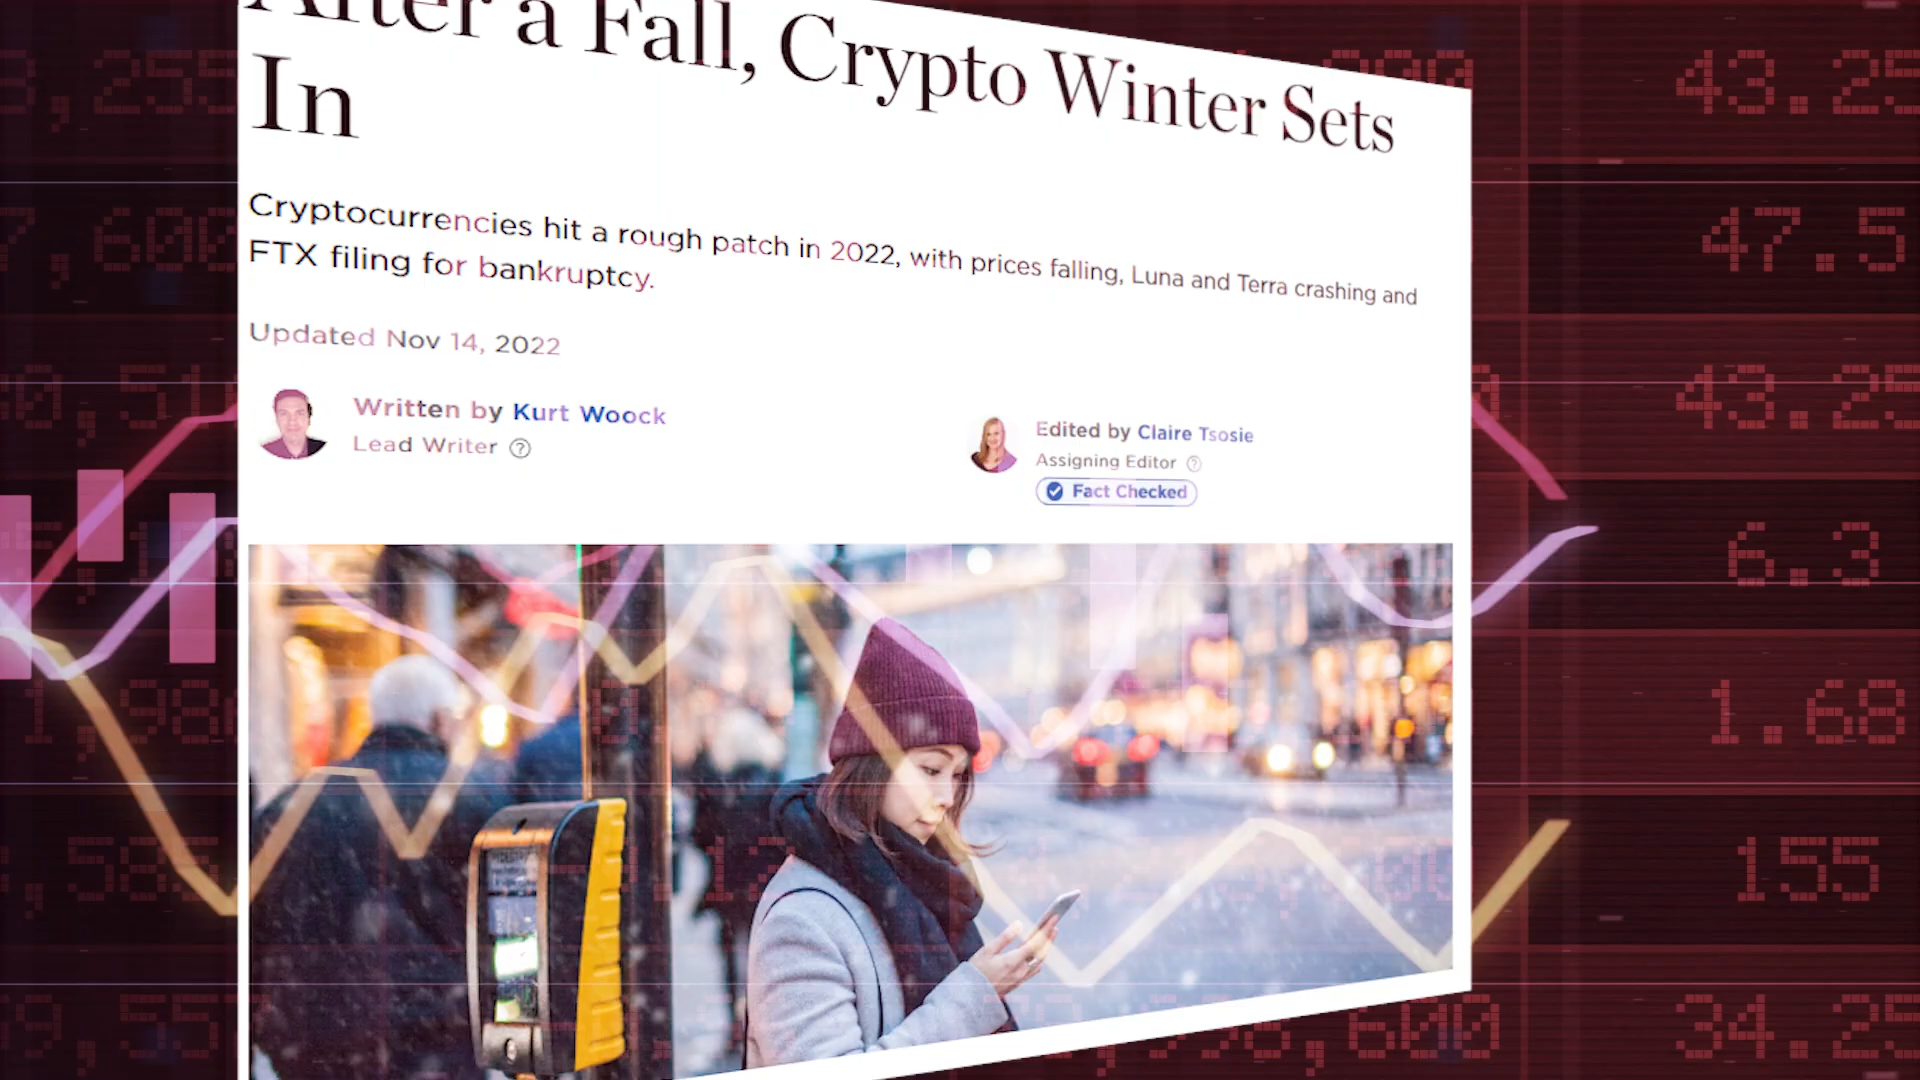 After a Fall, Crypto Winter Sets
In
Cryptocurrencies hit a rough patch in 2022, with prices falling, Luna and Terra crashing and
FTX filing for bankruptcy.
Updated Nov 14, 2022
Written by Kurt Woock
Lead Writer
Edited by Claire Tsosie
Assigning Editor
Fact Checked
43.25
47.5
43.25
6.3
1.68
155
34.25